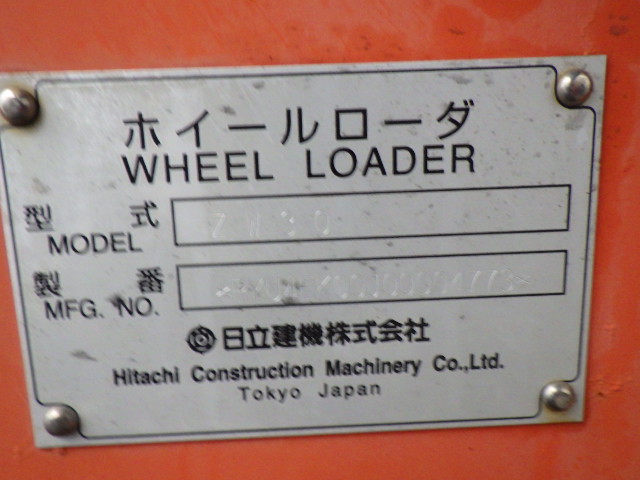 ホイールローダ
WHEEL LOADER
型式 ZW30
MODEL
製番
MFG. NO.
日立建機株式会社
Hitachi Construction Machinery Co.,Ltd.
Tokyo Japan